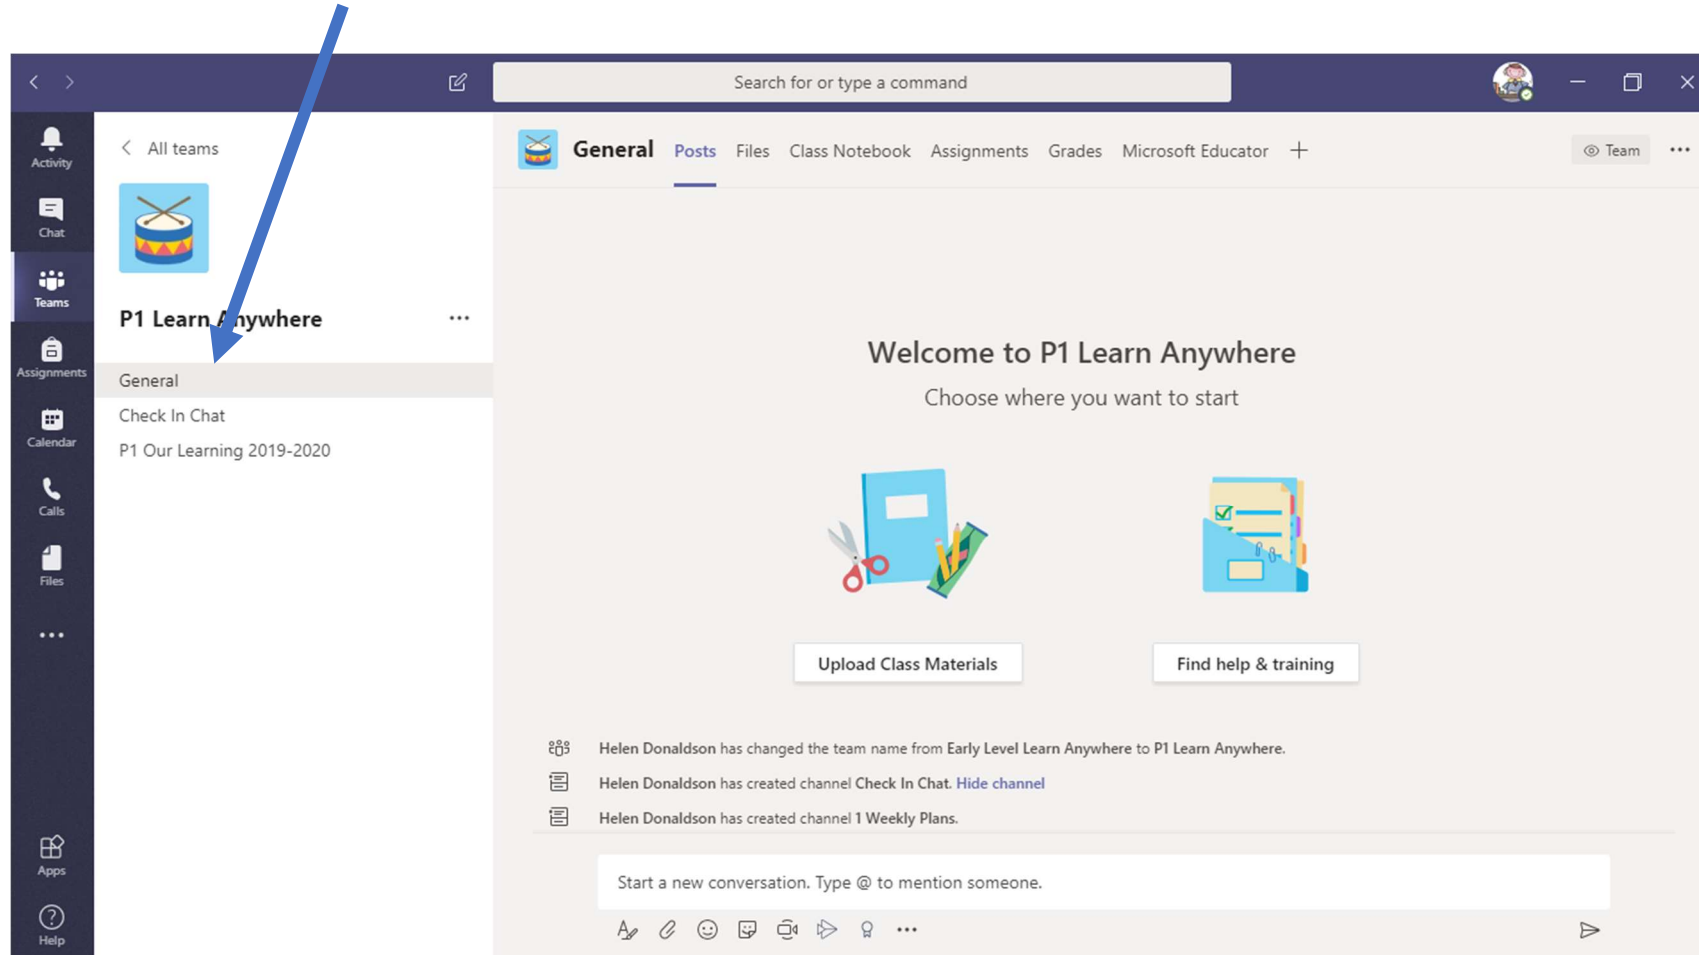 Search for or type a command
Activity
Chat
Teams
Assignments
Calendar
Calls
Files
Apps
Help
All teams
P1 Learn Anywhere
General
Check In Chat
P1 Our Learning 2019-2020
General Posts Files Class Notebook Assignments Grades Microsoft Educator
Team
Welcome to P1 Learn Anywhere
Choose where you want to start
Upload Class Materials
Find help & training
Helen Donaldson has changed the team name from Early Level Learn Anywhere to P1 Learn Anywhere.
Helen Donaldson has created channel Check In Chat. Hide channel
Helen Donaldson has created channel 1 Weekly Plans.
Start a new conversation. Type @ to mention someone.